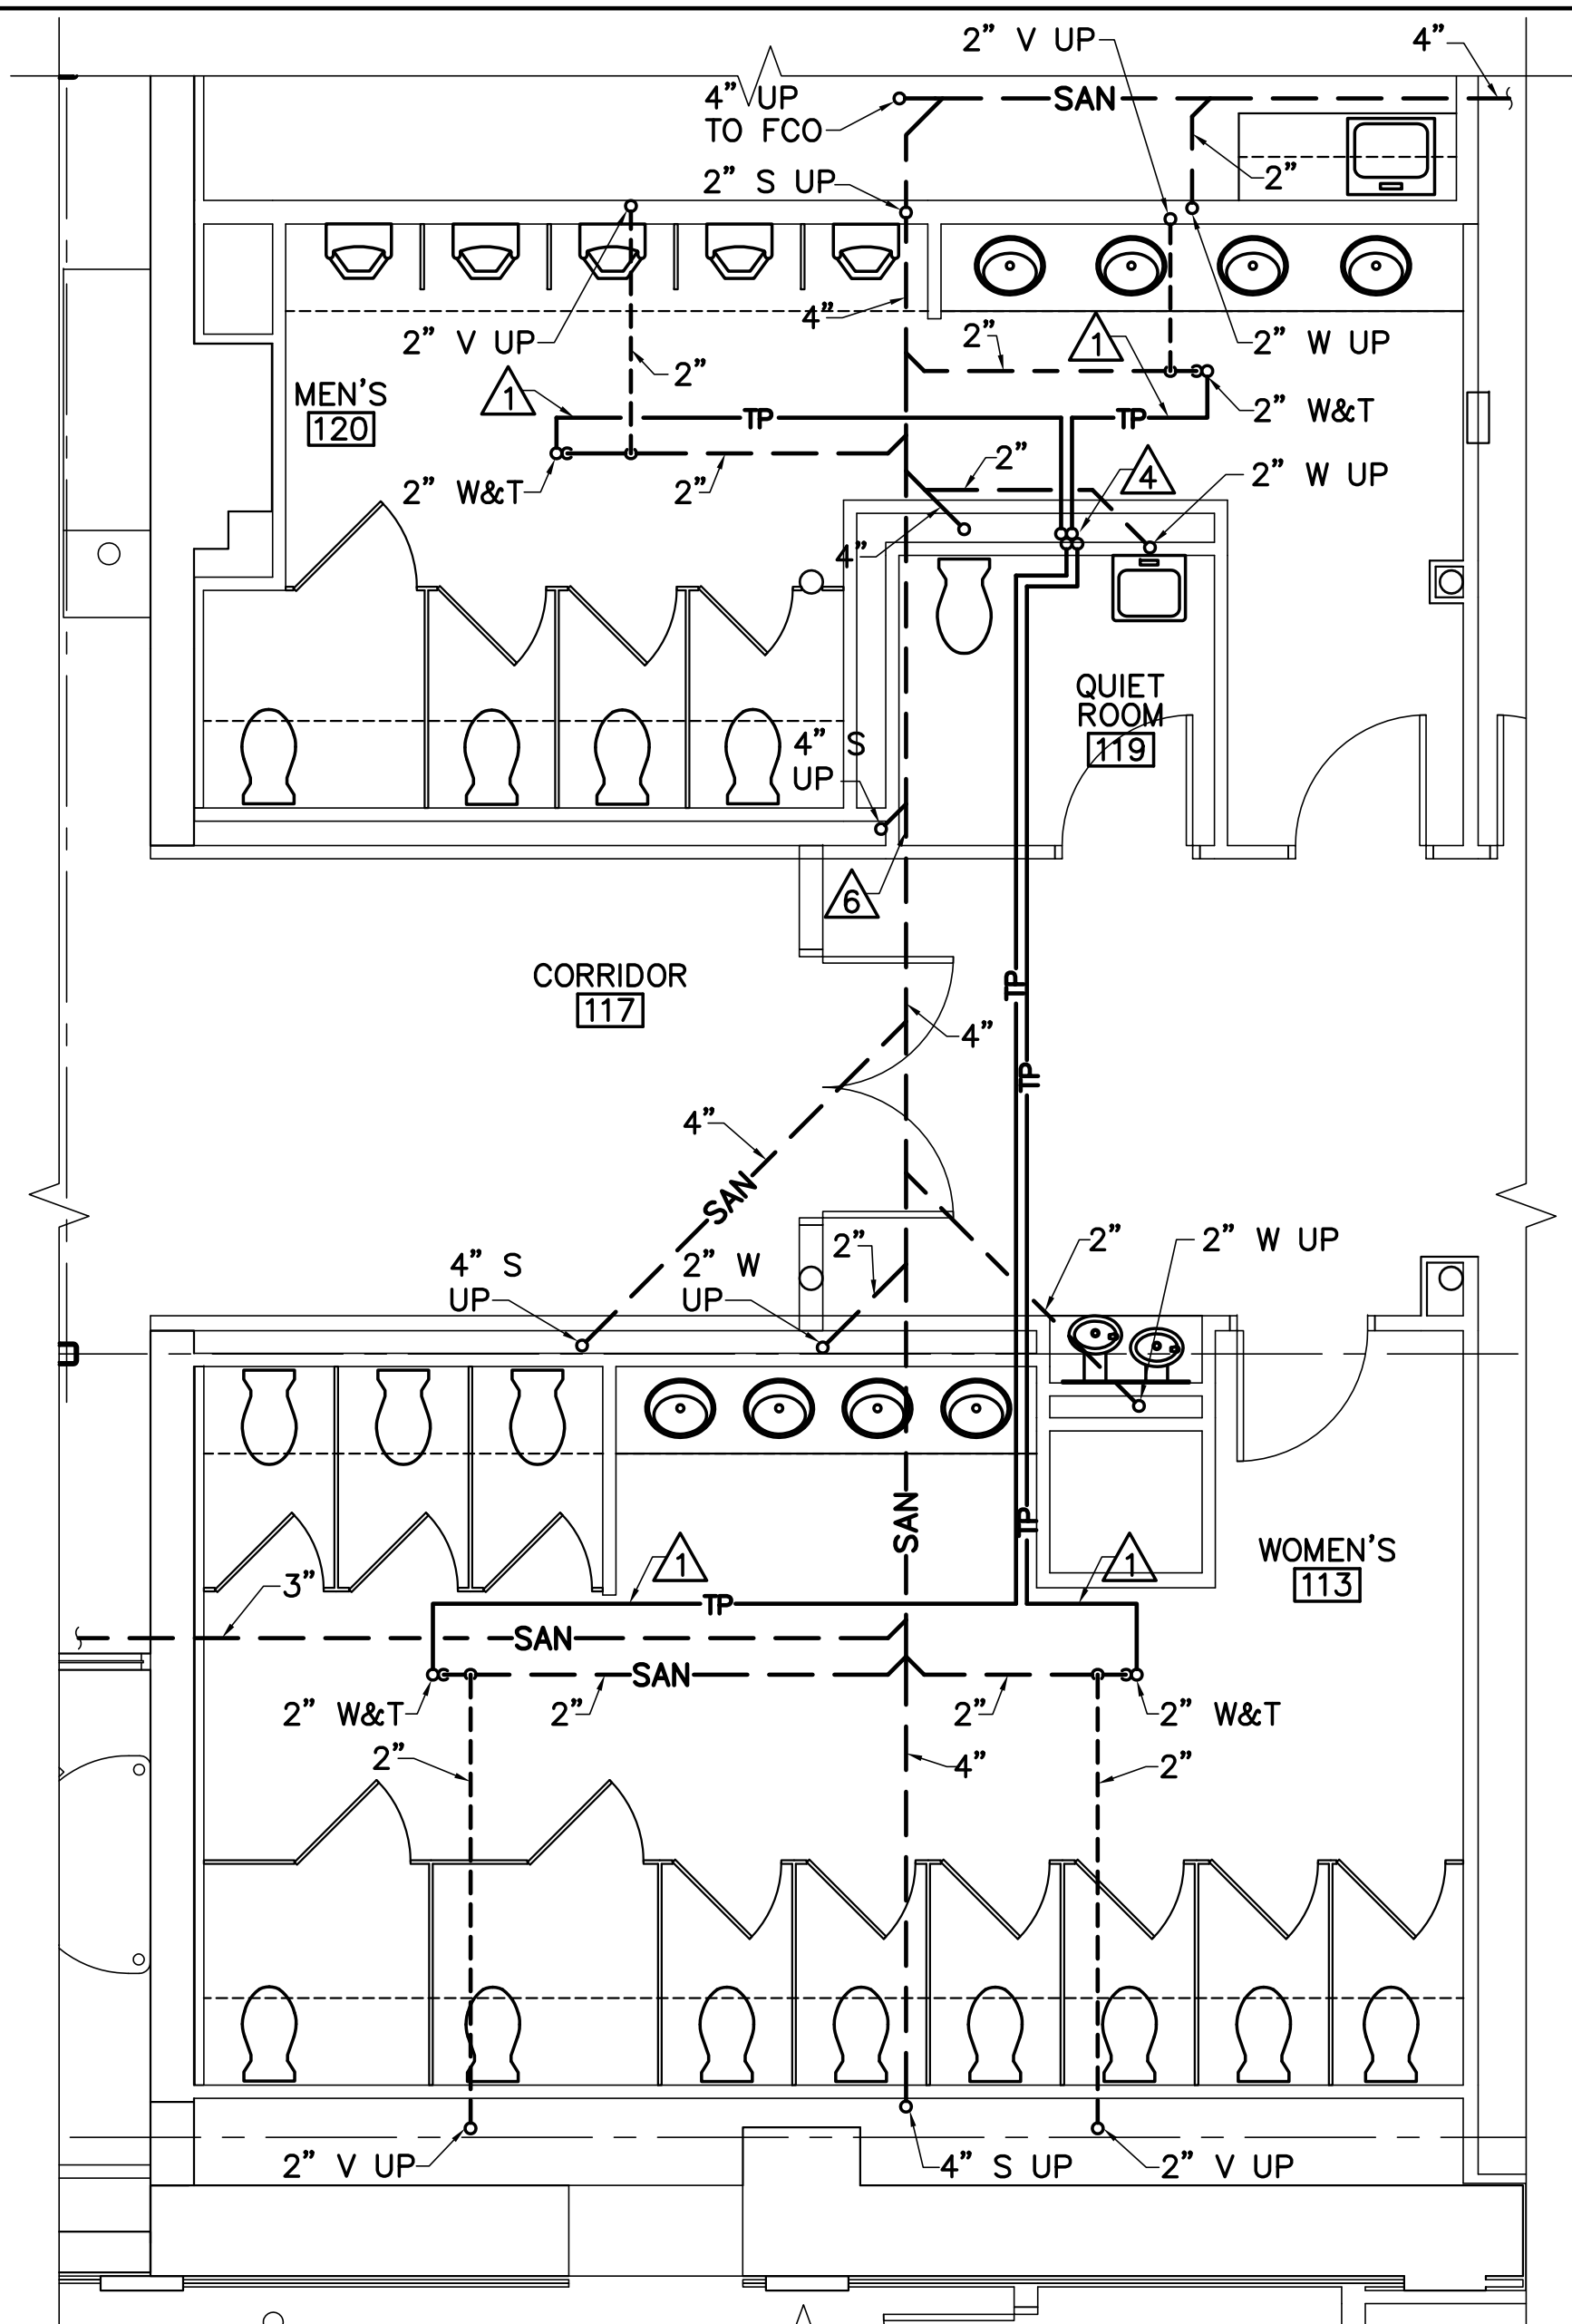 2” V UP
4”
4” UP
TO FCO
SAN
2” S UP
2”
4”
2” V UP
2”
2”
1
2” W UP
MEN'S
120
1
TP
TP
2” W&T
2” W&T
2”
2”
4
2” W UP
4”
QUIET
ROOM
119
4” S
UP
6
CORRIDOR
117
TP
4”
TP
4”
SAN
4” S
UP
2” W
UP
2”
2”
2” W UP
SAN
TP
1
1
WOMEN'S
113
3”
TP
SAN
SAN
2” W&T
2”
2”
2” W&T
2”
4”
2”
2” V UP
4” S UP
2” V UP